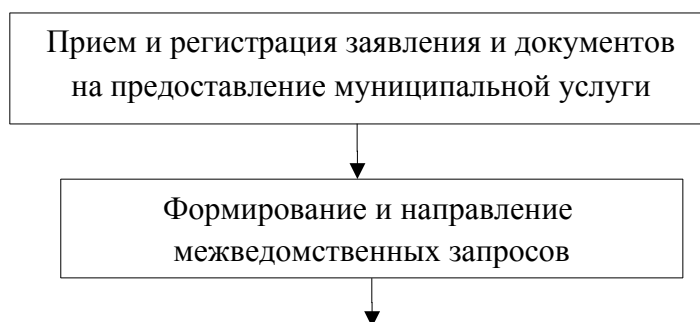 Прием и регистрация заявления и документов
на предоставление муниципальной услуги
Формирование и направление
межведомственных запросов